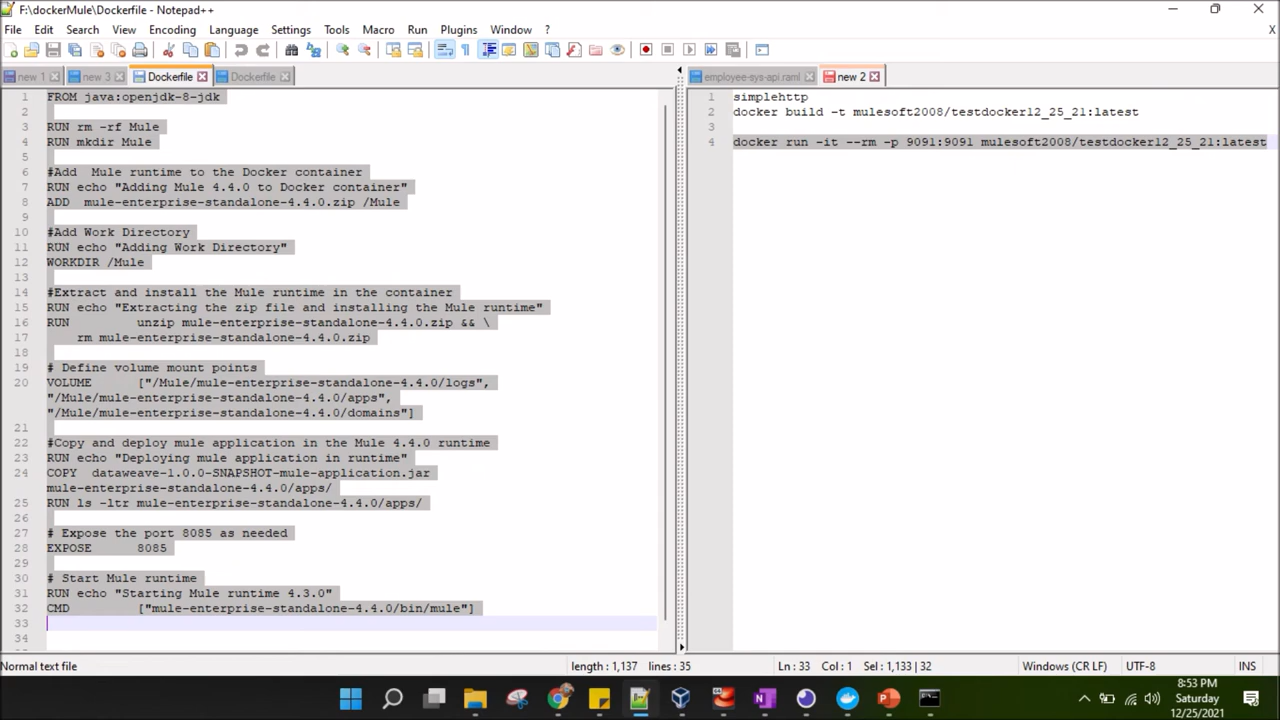 F:\dockerMule\Dockerfile - Notepad++
File Edit Search View Encoding Language Settings Tools Macro Run Plugins Window ?
new 1 new 3 Dockerfile Dockerfile employee-sys-api.raml new 2
1 FROM java:openjdk-8-jdk
2
3 RUN rm -rf Mule
4 RUN mkdir Mule
5
6 #Add  Mule runtime to the Docker container
7 RUN echo "Adding Mule 4.4.0 to Docker container"
8 ADD  mule-enterprise-standalone-4.4.0.zip /Mule
9
10 #Add Work Directory
11 RUN echo "Adding Work Directory"
12 WORKDIR /Mule
13
14 #Extract and install the Mule runtime in the container
15 RUN echo "Extracting the zip file and installing the Mule runtime"
16 RUN         unzip mule-enterprise-standalone-4.4.0.zip && \
17     rm mule-enterprise-standalone-4.4.0.zip
18
19 # Define volume mount points
20 VOLUME      ["/Mule/mule-enterprise-standalone-4.4.0/logs",
"/Mule/mule-enterprise-standalone-4.4.0/apps",
"/Mule/mule-enterprise-standalone-4.4.0/domains"]
21
22 #Copy and deploy mule application in the Mule 4.4.0 runtime
23 RUN echo "Deploying mule application in runtime"
24 COPY  dataweave-1.0.0-SNAPSHOT-mule-application.jar
mule-enterprise-standalone-4.4.0/apps/
25 RUN ls -ltr mule-enterprise-standalone-4.4.0/apps/
26
27 # Expose the port 8085 as needed
28 EXPOSE      8085
29
30 # Start Mule runtime
31 RUN echo "Starting Mule runtime 4.3.0"
32 CMD         ["mule-enterprise-standalone-4.4.0/bin/mule"]
33
34
1 simplehttp
2 docker build -t mulesoft2008/testdocker12_25_21:latest
3
4 docker run -it --rm -p 9091:9091 mulesoft2008/testdocker12_25_21:latest
Normal text file length : 1,137 lines : 35 Ln : 33 Col : 1 Sel : 1,133 | 32 Windows (CR LF) UTF-8 INS
8:53 PM
Saturday
12/25/2021